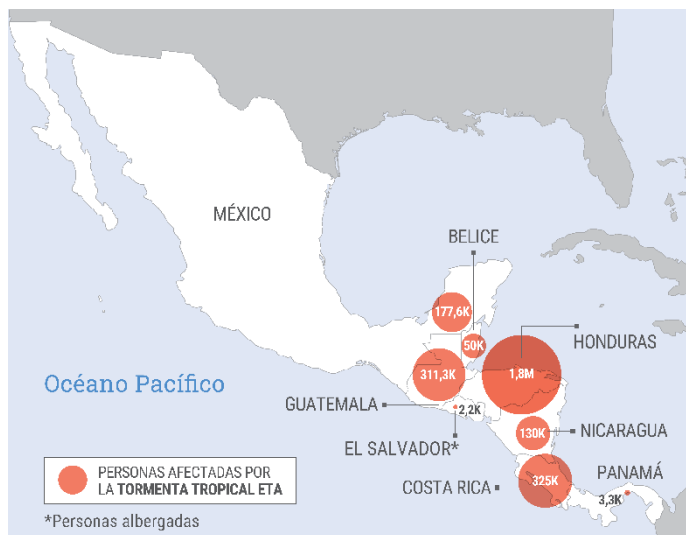 MÉXICO
BELICE
177,6K
50K
HONDURAS
311,3K
1,8M
Océano Pacífico
GUATEMALA
2,2K
130K
NICARAGUA
EL SALVADOR*
PANAMÁ
COSTA RICA
325K
3,3K
PERSONAS AFECTADAS POR
LA TORMENTA TROPICAL ETA
*Personas albergadas